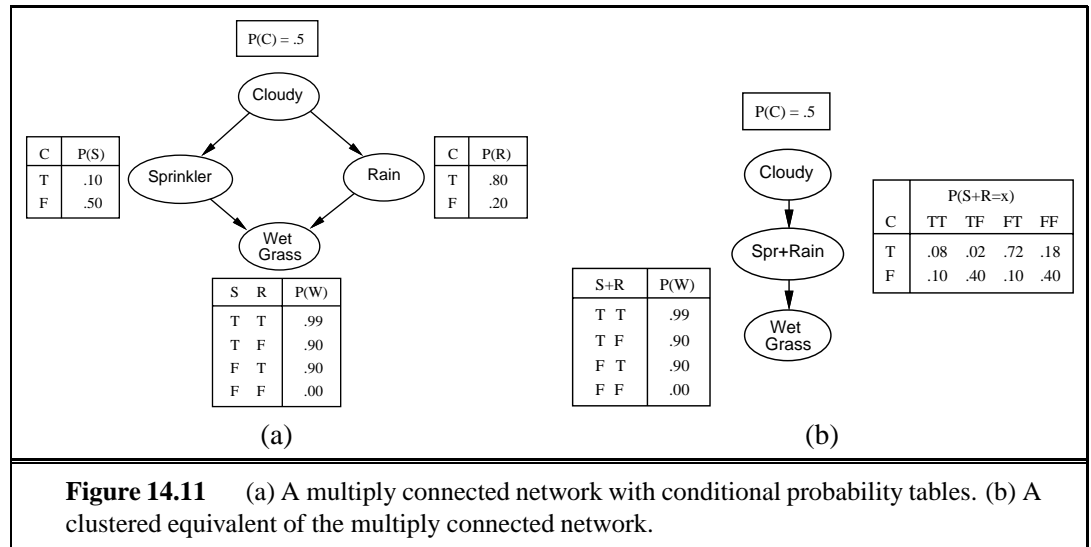 P(C) = .5
Cloudy
C P(S)
T .10
F .50
Sprinkler
Rain
C P(R)
T .80
F .20
Wet
Grass
S R P(W)
T T .99
T F .90
F T .90
F F .00
(a)
P(C) = .5
Cloudy
P(S+R=x)
C TT TF FT FF
T .08 .02 .72 .18
F .10 .40 .10 .40
Spr+Rain
S+R P(W)
T T .99
T F .90
F T .90
F F .00
Wet
Grass
(b)
Figure 14.11 (a) A multiply connected network with conditional probability tables. (b) A
clustered equivalent of the multiply connected network.